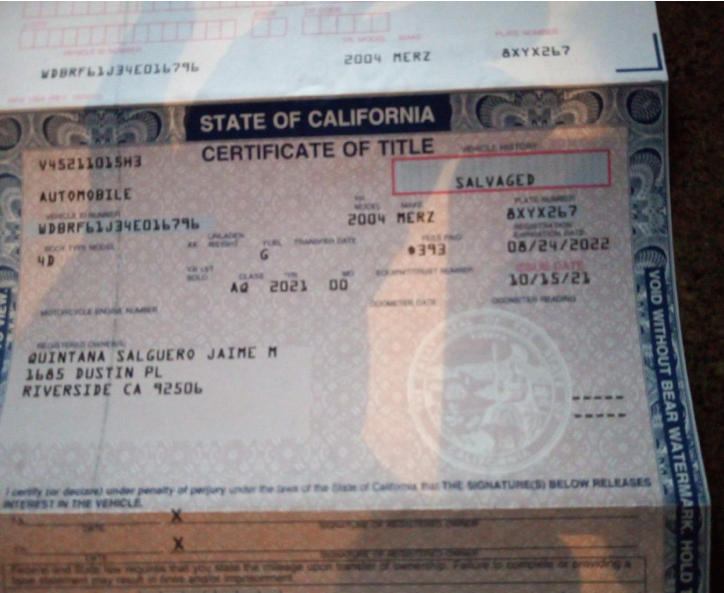 VEHICLE ID NUMBER
YR. MODEL MAKE
PLATE NUMBER
WDBRF61J34E016796
2004 MERZ
8XYX267
STATE OF CALIFORNIA
CERTIFICATE OF TITLE
VEHICLE HISTORY
V45211015H3
SALVAGED
AUTOMOBILE
VEHICLE ID NUMBER
YR. MODEL
MAKE
PLATE NUMBER
WDBRF61J34E016796
2004 MERZ
8XYX267
BODY TYPE MODEL
AX
UNLADEN WEIGHT
FUEL
TRANSFER DATE
FEES PAID
REGISTRATION EXPIRATION DATE
4D
G
$393
08/24/2022
YR 1ST SOLD
CLASS
YR
MO
EQUIPMT/TRUST NUMBER
ISSUE DATE
AQ 2021 00
10/15/21
MOTORCYCLE ENGINE NUMBER
ODOMETER DATE
ODOMETER READING
REGISTERED OWNER(S)
QUINTANA SALGUERO JAIME M
1685 DUSTIN PL
RIVERSIDE CA 92506
I certify (or declare) under penalty of perjury under the laws of the State of California that THE SIGNATURE(S) BELOW RELEASES
INTEREST IN THE VEHICLE.
X
DATE
SIGNATURE OF REGISTERED OWNER
X
DATE
SIGNATURE OF REGISTERED OWNER
Federal and State law requires that you state the mileage upon transfer of ownership. Failure to complete or providing a
false statement may result in fines and/or imprisonment.
VOID WITHOUT BEAR WATERMARK, HOLD T